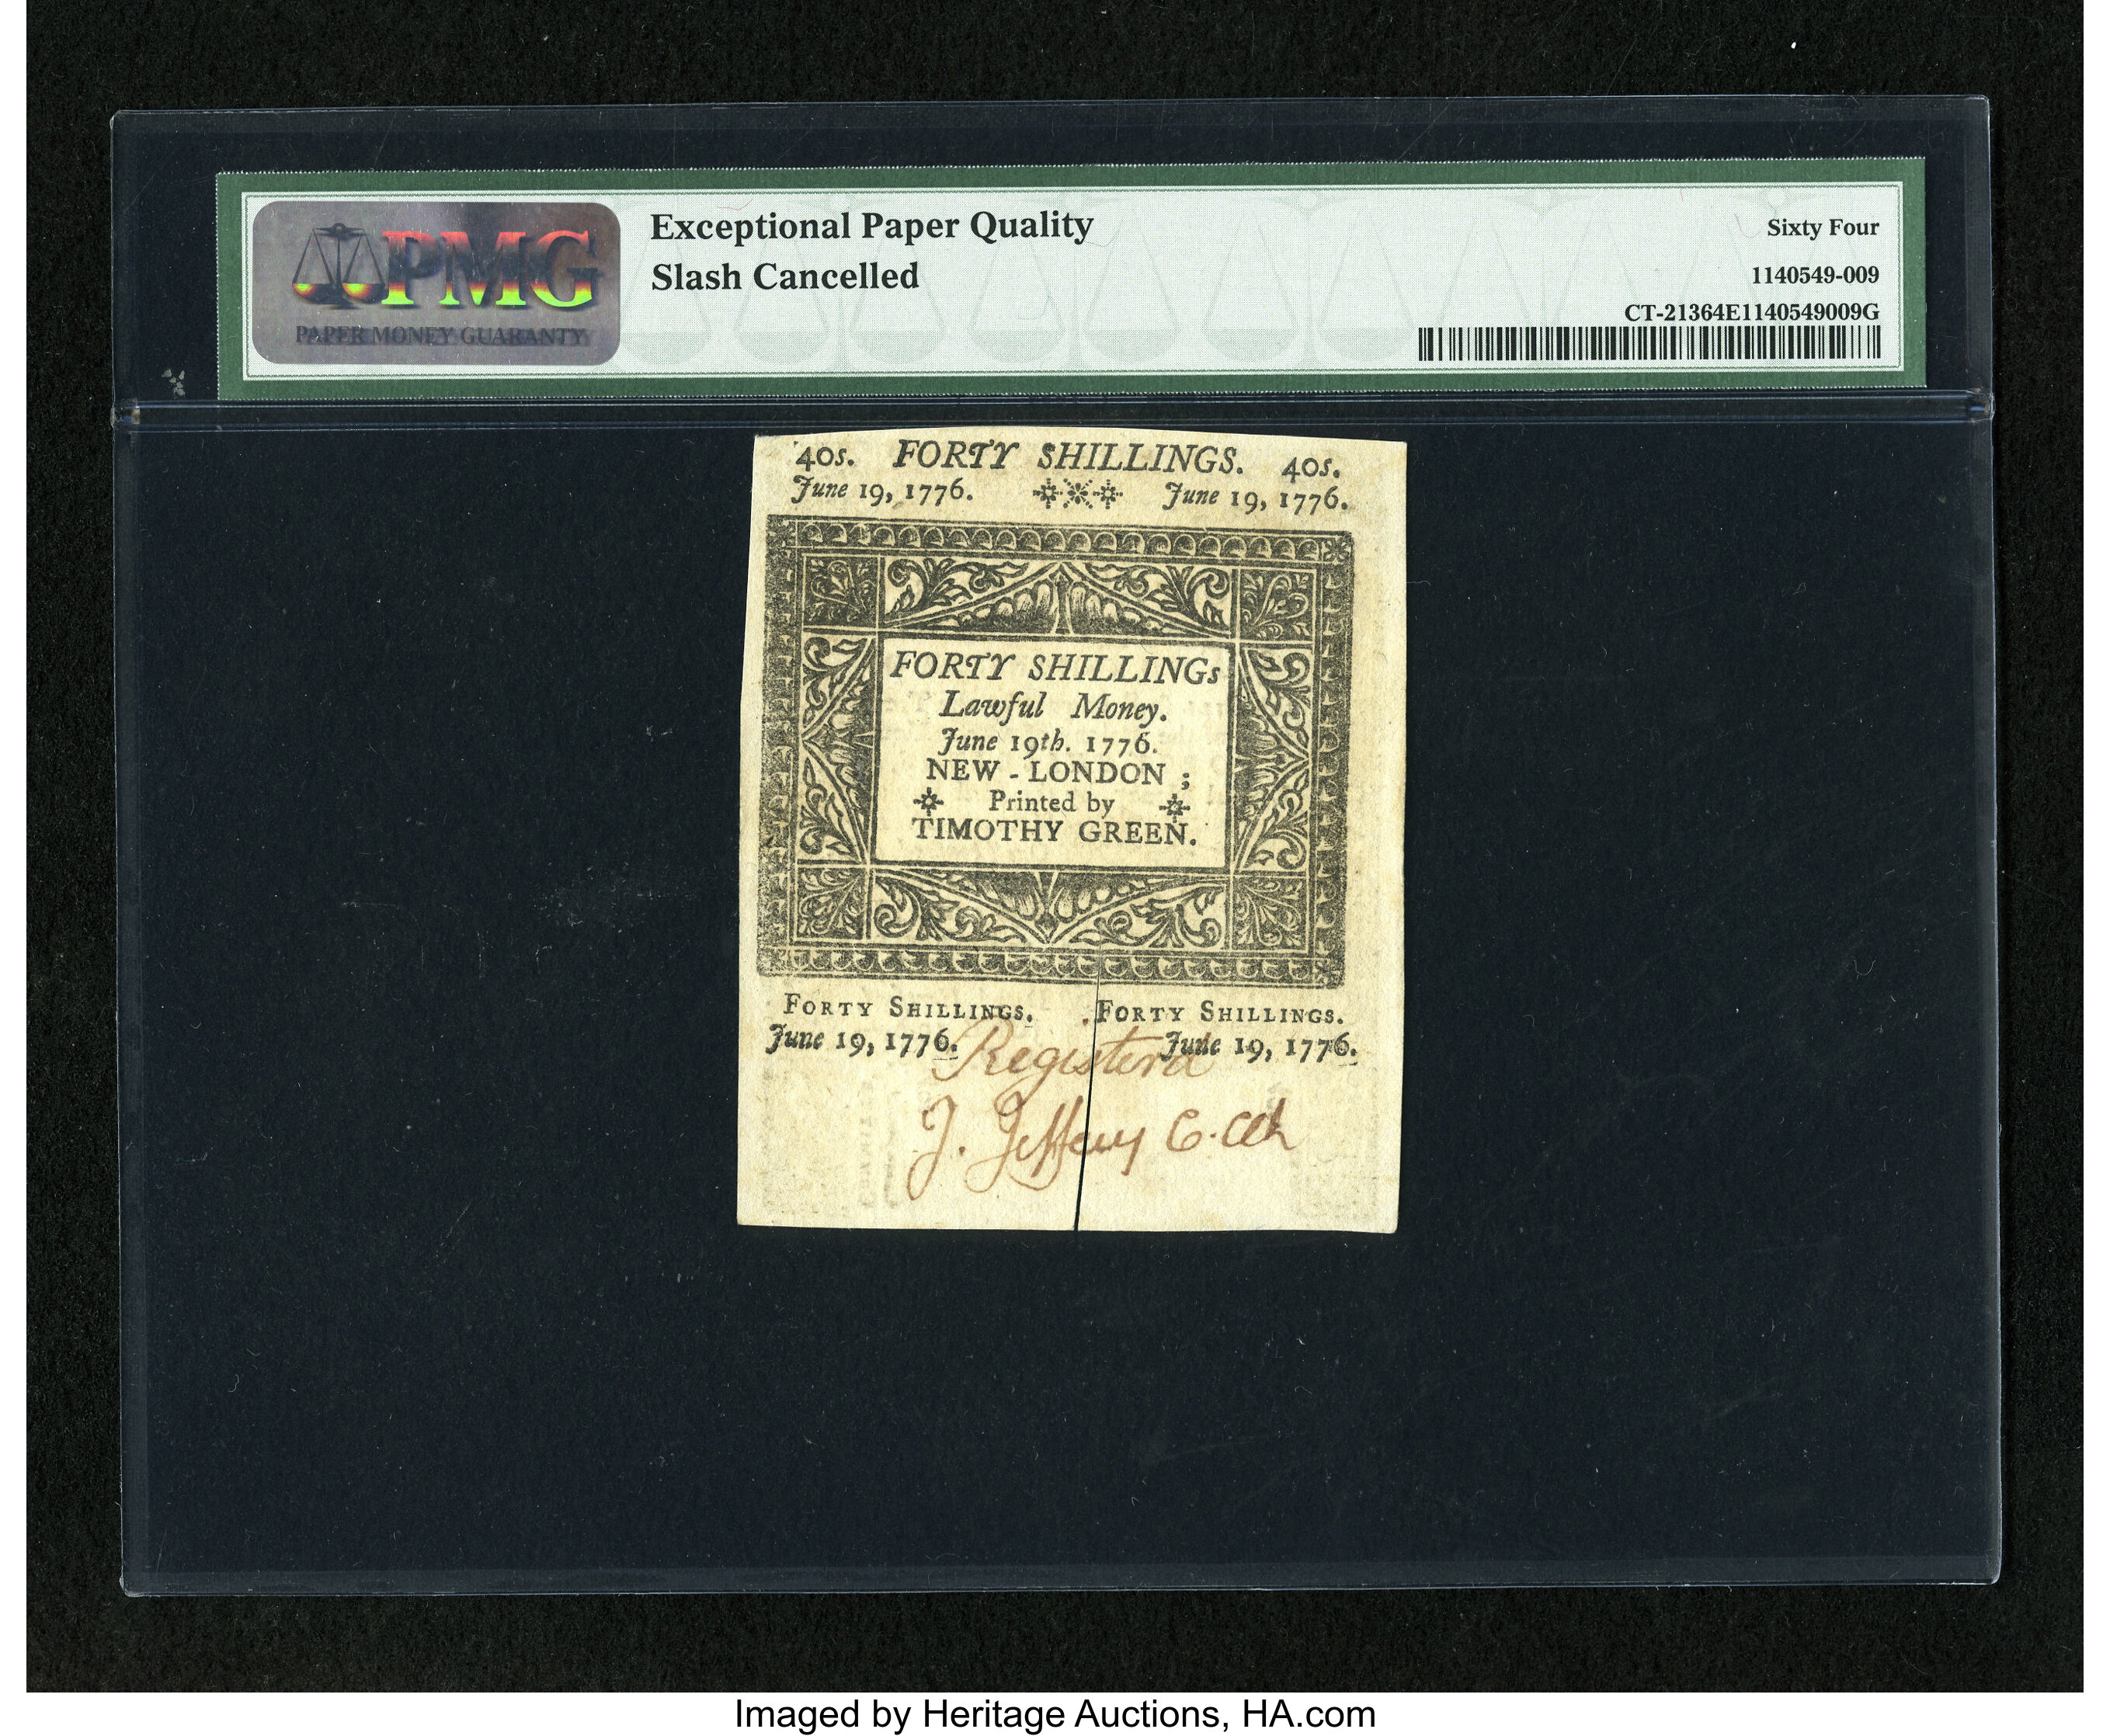 PMG
PAPER MONEY GUARANTY
Exceptional Paper Quality
Slash Cancelled
Sixty Four
1140549-009
CT-21364E1140549009G
40s. FORTY SHILLINGS. 40s.
June 19, 1776. June 19, 1776.
FORTY SHILLINGs
Lawful Money.
June 19th. 1776.
NEW-LONDON;
Printed by
TIMOTHY GREEN.
FORTY SHILLINGS. FORTY SHILLINGS.
June 19, 1776. June 19, 1776.
Registerd
J. Jeffery
Imaged by Heritage Auctions, HA.com